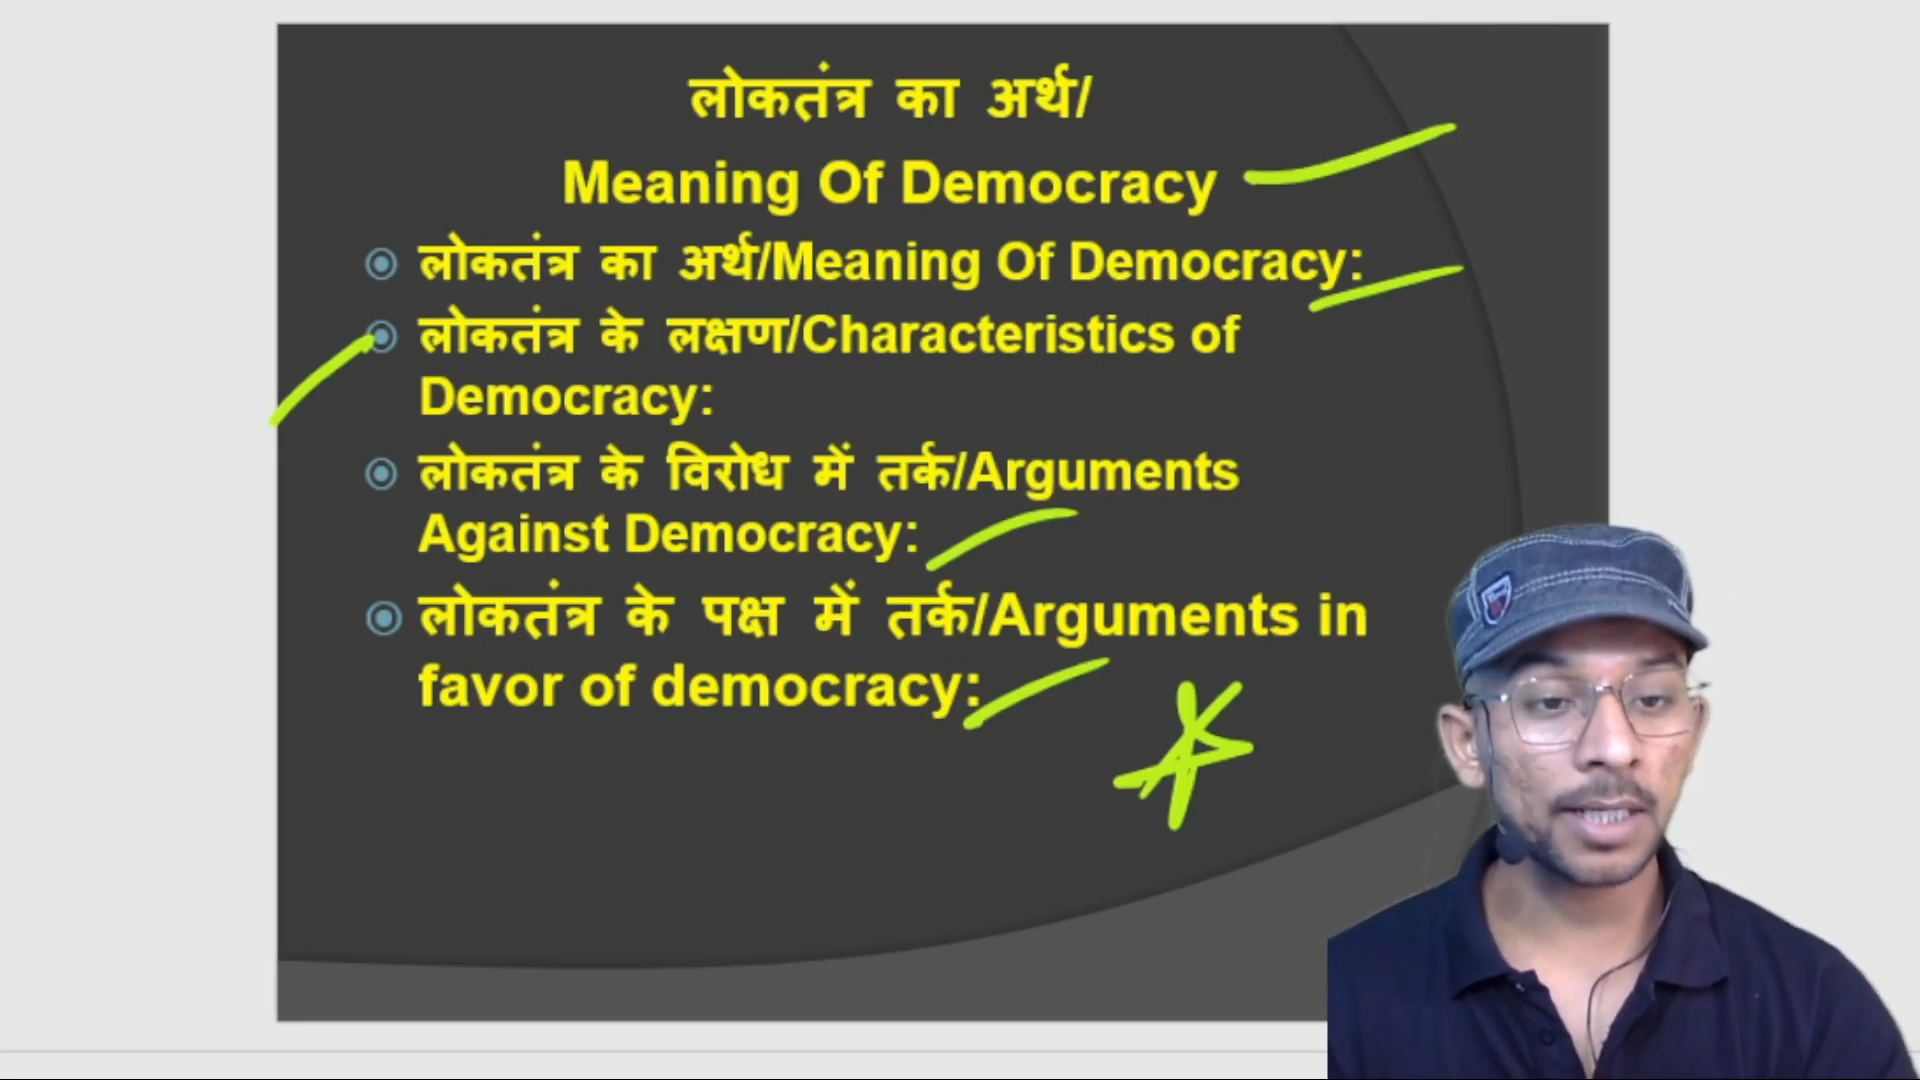 लोकतंत्र का अर्थ/
Meaning Of Democracy
लोकतंत्र का अर्थ/Meaning Of Democracy:
लोकतंत्र के लक्षण/Characteristics of
Democracy:
लोकतंत्र के विरोध में तर्क/Arguments
Against Democracy:
लोकतंत्र के पक्ष में तर्क/Arguments in
favor of democracy: